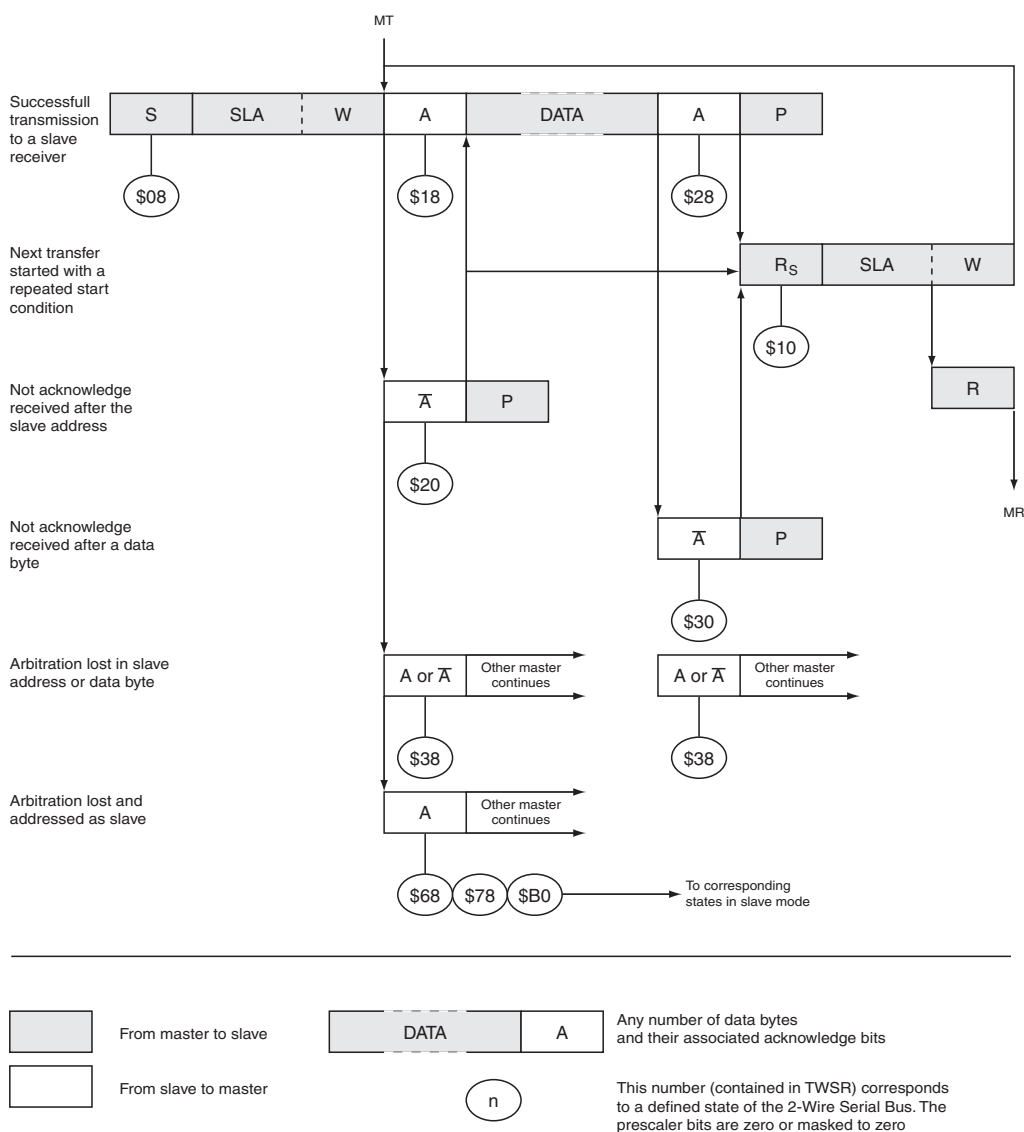 MT
Successfull
transmission
to a slave
receiver
S SLA W A DATA A P
$08 $18 $28
Next transfer
started with a
repeated start
condition
RS SLA W
$10
Not acknowledge
received after the
slave address
A̅ P
R
$20
MR
Not acknowledge
received after a data
byte
A̅ P
$30
Arbitration lost in slave
address or data byte
A or A̅
Other master
continues
A or A̅
Other master
continues
$38 $38
Arbitration lost and
addressed as slave
A
Other master
continues
$68 $78 $B0
To corresponding
states in slave mode
From master to slave
DATA A
Any number of data bytes
and their associated acknowledge bits
From slave to master
n
This number (contained in TWSR) corresponds
to a defined state of the 2-Wire Serial Bus. The
prescaler bits are zero or masked to zero